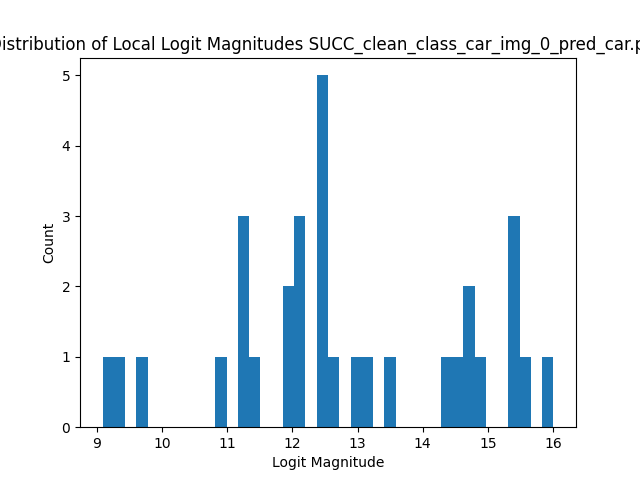 istribution of Local Logit Magnitudes SUCC_clean_class_car_img_0_pred_car.p
5
4
3
2
1
0
Count
9 10 11 12 13 14 15 16
Logit Magnitude